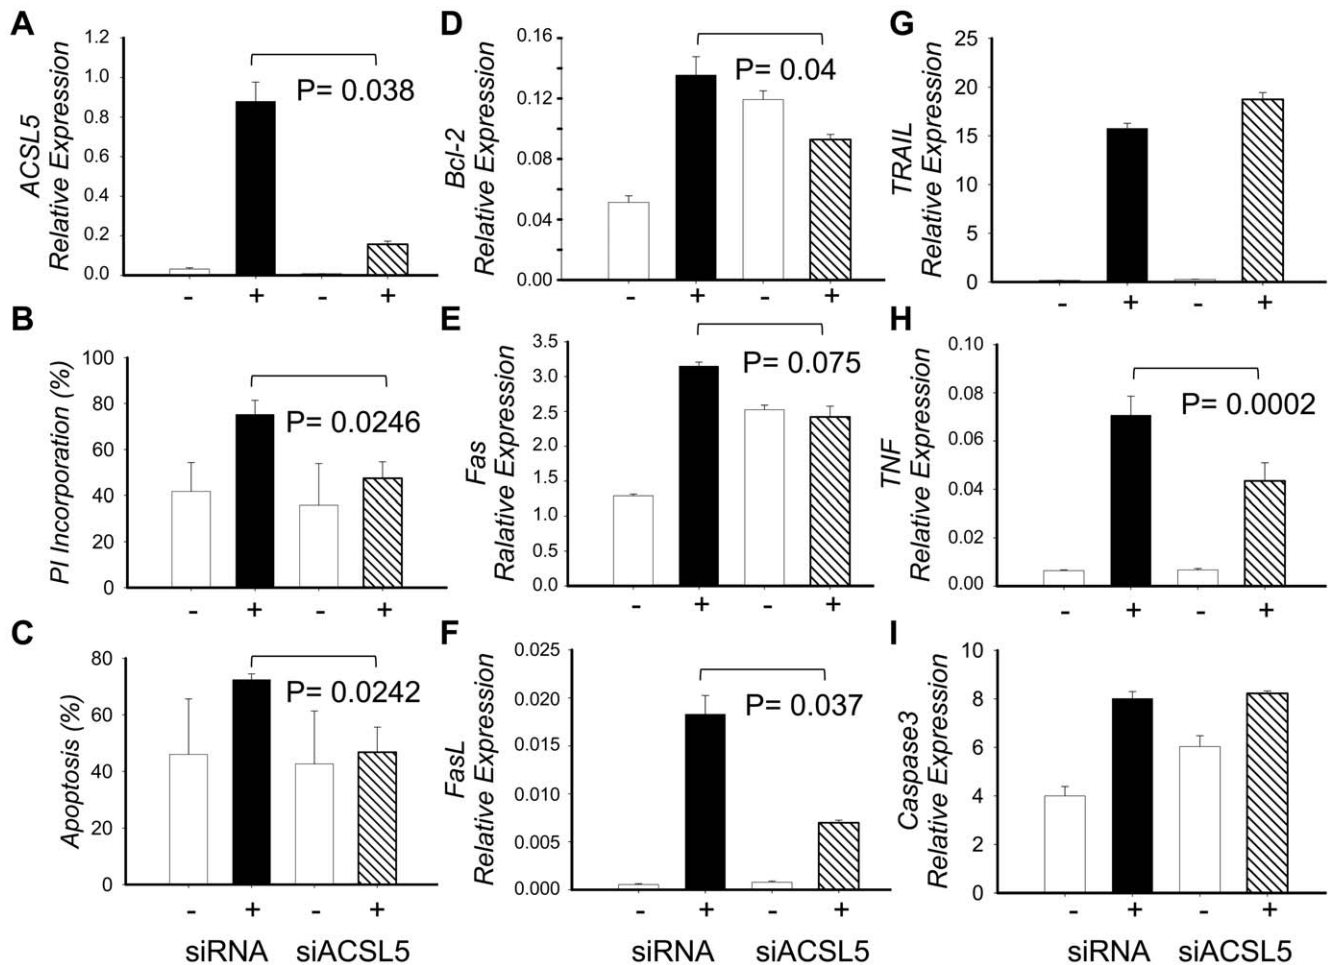 A
ACSL5
Relative Expression
1.2
1.0
0.8
0.6
0.4
0.2
0.0
P= 0.038
- + - +
B
PI Incorporation (%)
100
80
60
40
20
0
P= 0.0246
- + - +
C
Apoptosis (%)
80
60
40
20
0
P= 0.0242
- + - +
siRNA siACSL5
D
Bcl-2
Relative Expression
0.16
0.12
0.08
0.04
0.00
P= 0.04
- + - +
E
Fas
Ralative Expression
3.5
3.0
2.5
2.0
1.5
1.0
0.5
0.0
P= 0.075
- + - +
F
FasL
Relative Expression
0.025
0.020
0.015
0.010
0.005
0.000
P= 0.037
- + - +
siRNA siACSL5
G
TRAIL
Relative Expression
25
20
15
10
5
0
- + - +
H
TNF
Relative Expression
0.10
0.08
0.06
0.04
0.02
0.00
P= 0.0002
- + - +
I
Caspase3
Relative Expression
10
8
6
4
2
0
- + - +
siRNA siACSL5